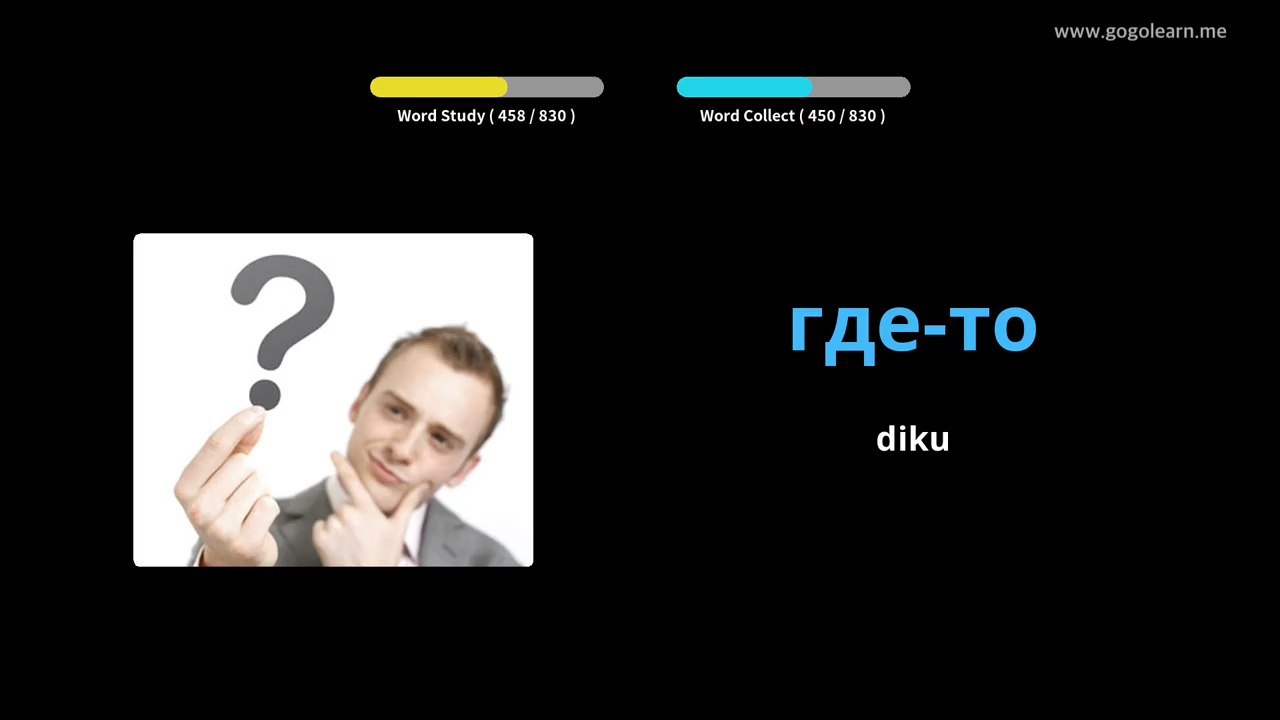 www.gogolearn.me
Word Study ( 458 / 830 )
Word Collect ( 450 / 830 )
?
где-то
diku